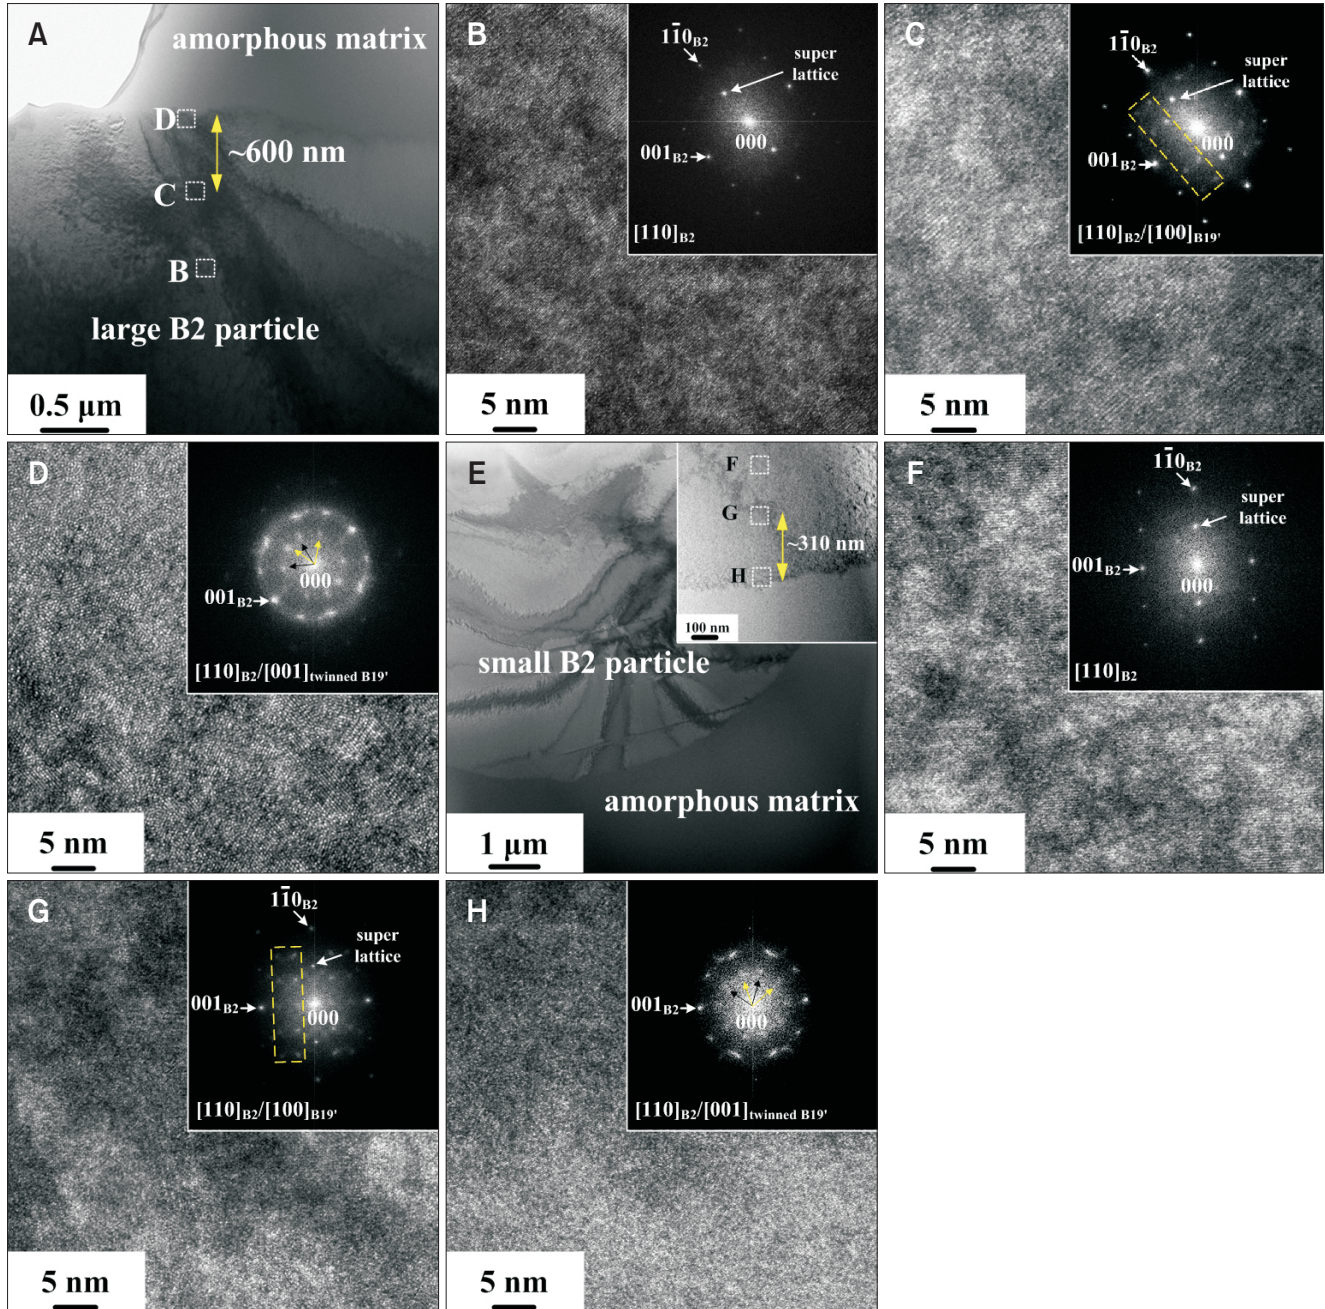 A
amorphous matrix
D
~600 nm
C
B
large B2 particle
0.5 μm
B
11̄0B2
super
lattice
000
001B2
[110]B2
5 nm
C
11̄0B2
super
lattice
000
001B2
[110]B2/[100]B19'
5 nm
D
000
001B2
[110]B2/[001]twinned B19'
5 nm
E
F
G
~310 nm
H
100 nm
small B2 particle
amorphous matrix
1 μm
F
11̄0B2
super
lattice
001B2
000
[110]B2
5 nm
G
11̄0B2
super
lattice
001B2
000
[110]B2/[100]B19'
5 nm
H
001B2
000
[110]B2/[001]twinned B19'
5 nm